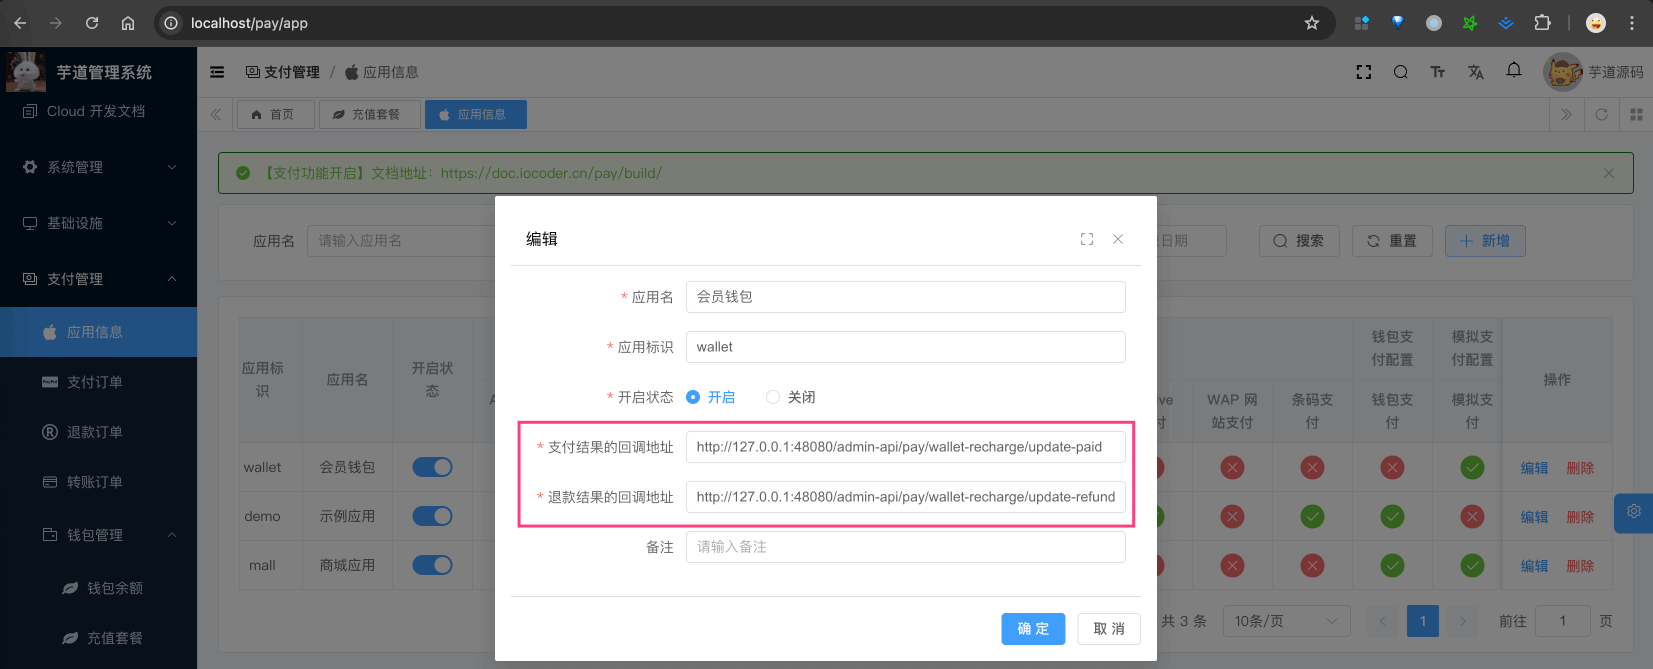 localhost/pay/app
芋道管理系统
支付管理 / 应用信息
芋道源码
Cloud 开发文档
首页
充值套餐
应用信息
系统管理
【支付功能开启】文档地址：https://doc.iocoder.cn/pay/build/
基础设施
应用名
请输入应用名
日期
搜索
重置
新增
支付管理
应用信息
支付订单
退款订单
转账订单
钱包管理
钱包余额
充值套餐
编辑
* 应用名
会员钱包
* 应用标识
wallet
* 开启状态
开启
关闭
* 支付结果的回调地址
http://127.0.0.1:48080/admin-api/pay/wallet-recharge/update-paid
* 退款结果的回调地址
http://127.0.0.1:48080/admin-api/pay/wallet-recharge/update-refund
备注
请输入备注
确定
取消
应用标识
应用名
开启状态
钱包支付配置
模拟支付配置
操作
WAP 网站支付
条码支付
钱包支付
模拟支付
wallet
会员钱包
编辑
删除
demo
示例应用
编辑
删除
mall
商城应用
编辑
删除
共 3 条
10条/页
1
前往
1
页